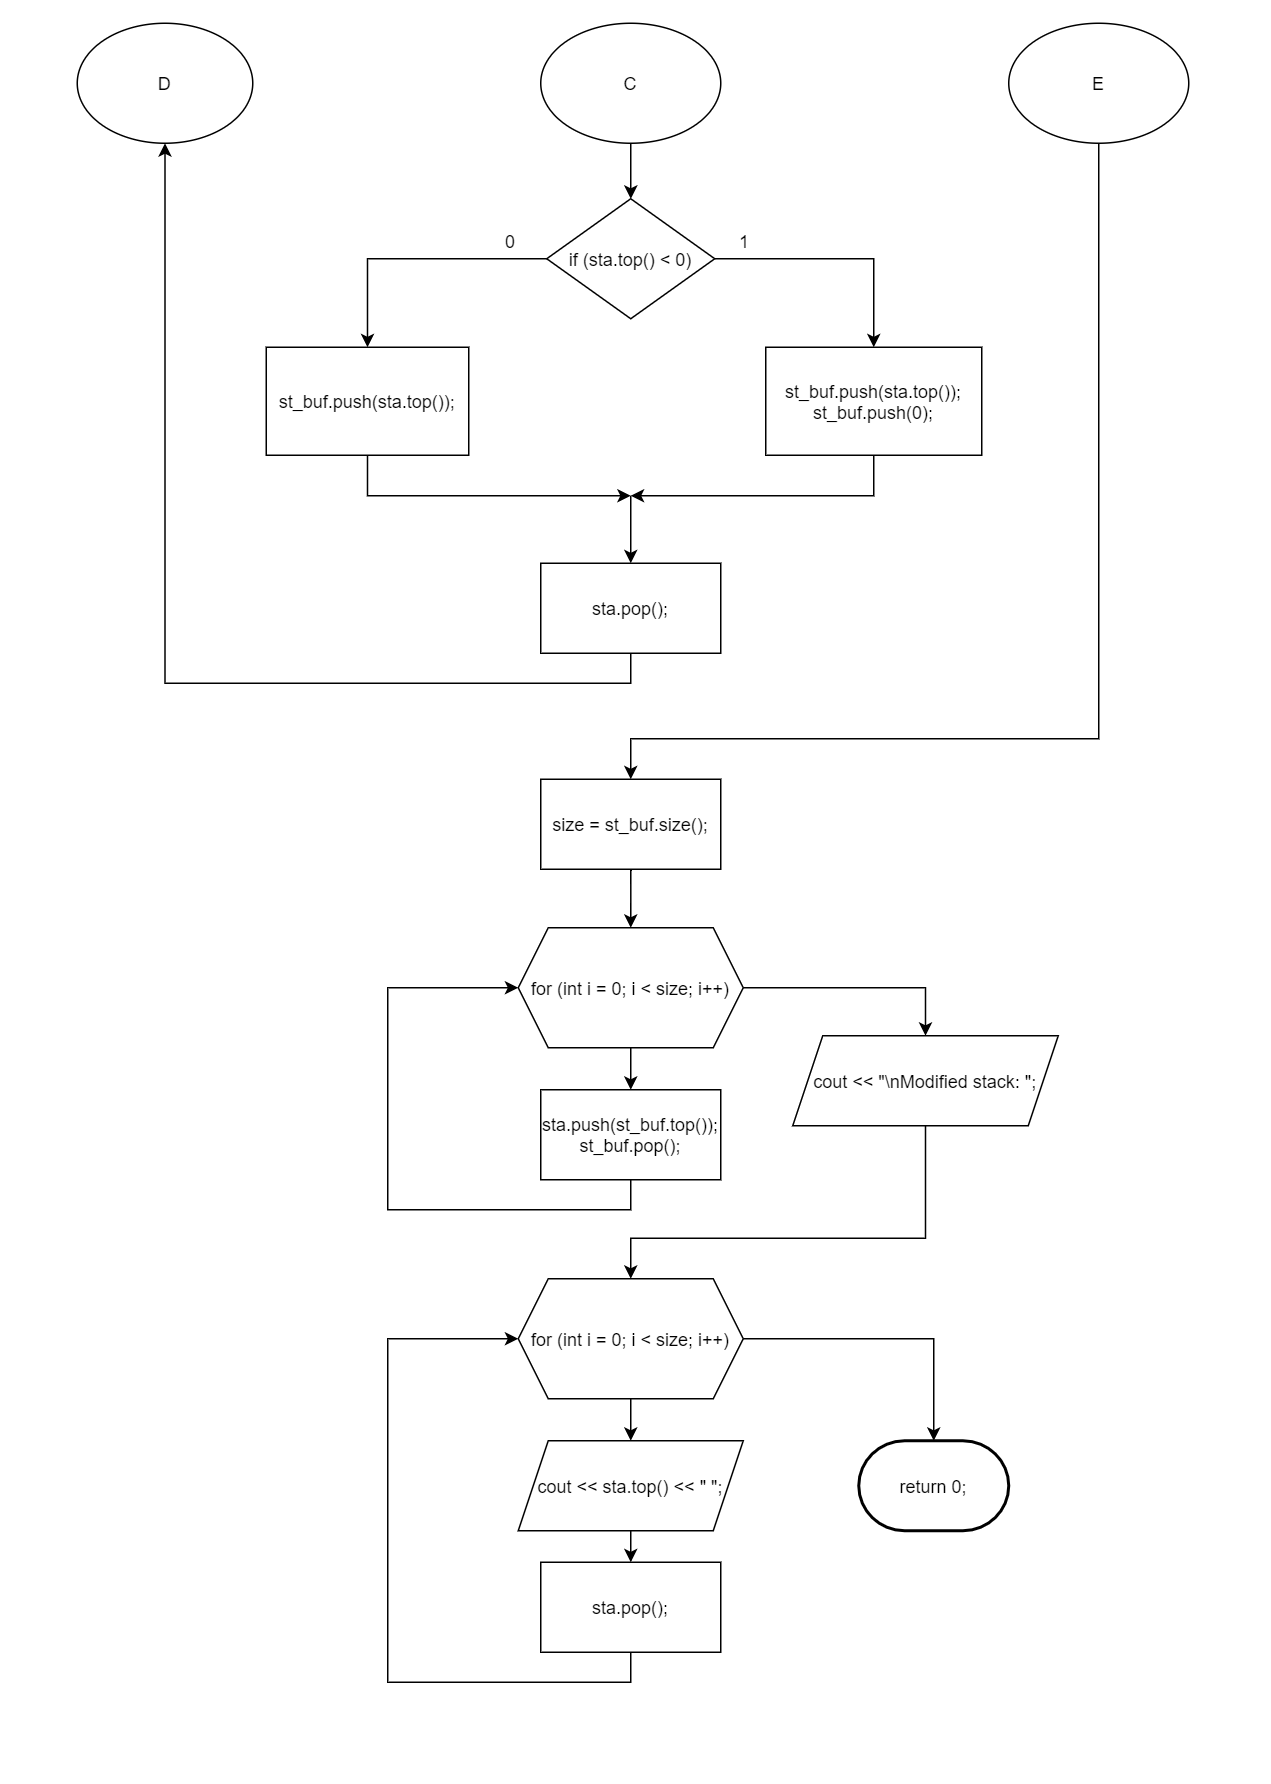 D
C
E
0
1
if (sta.top() < 0)
st_buf.push(sta.top());
st_buf.push(sta.top());
st_buf.push(0);
sta.pop();
size = st_buf.size();
for (int i = 0; i < size; i++)
cout << "\nModified stack: ";
sta.push(st_buf.top());
st_buf.pop();
for (int i = 0; i < size; i++)
cout << sta.top() << " ";
return 0;
sta.pop();